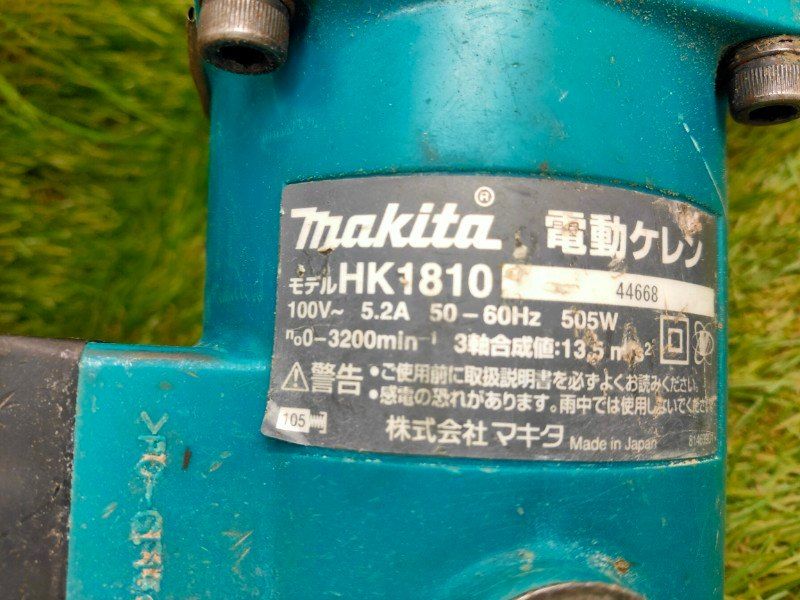 makita® 電動ケレン
モデル HK1810 44668
100V~ 5.2A 50-60Hz 505W
n₀0-3200min⁻¹ 3軸合成値:13.5 m/s²
⚠警告 •ご使用前に取扱説明書を必ずよくお読みください。
•感電の恐れがあります。雨中では使用しないでください。
105
株式会社 マキタ Made in Japan